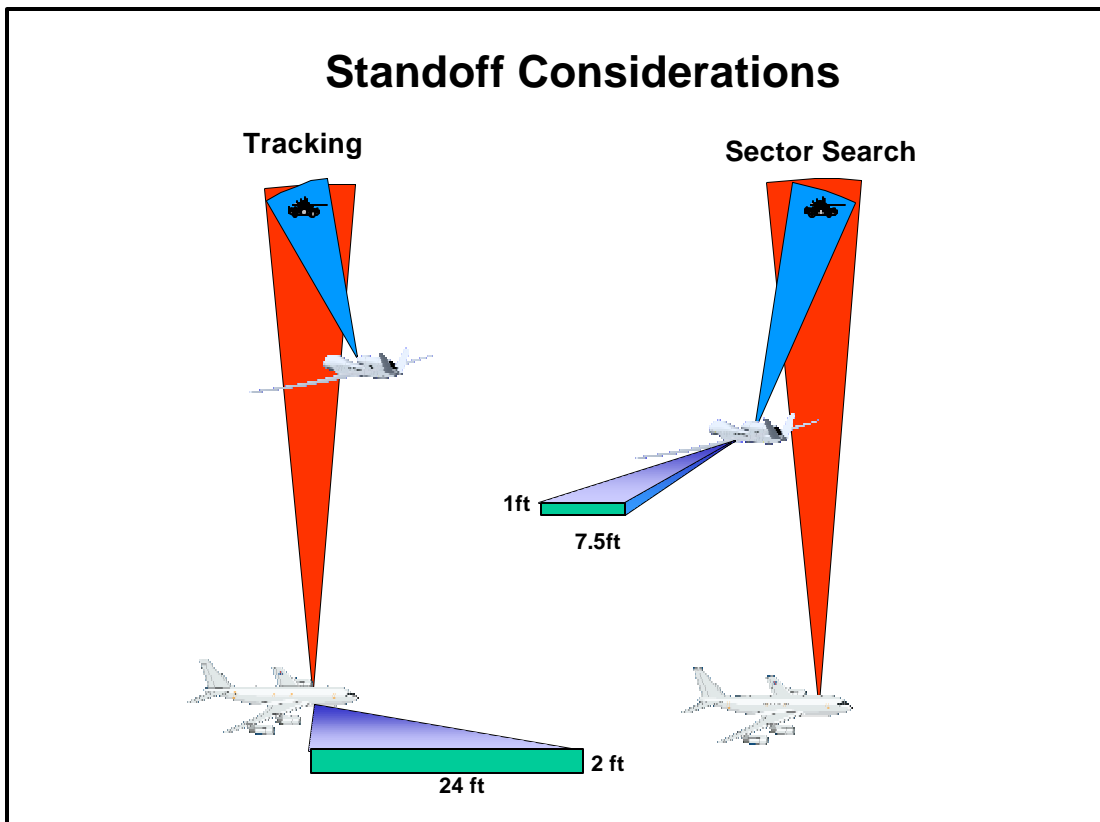 Standoff Considerations
Tracking
Sector Search
1ft
7.5ft
2 ft
24 ft